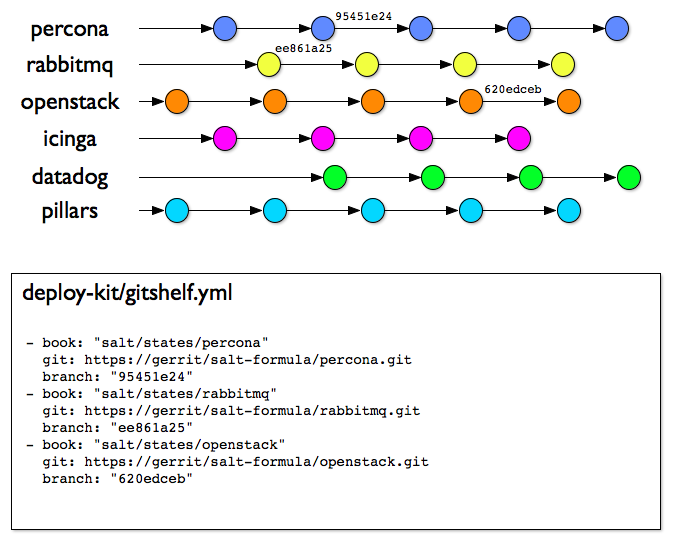 percona
95451e24
rabbitmq
ee861a25
openstack
620edceb
icinga
datadog
pillars
deploy-kit/gitshelf.yml
- book: "salt/states/percona"
git: https://gerrit/salt-formula/percona.git
branch: "95451e24"
- book: "salt/states/rabbitmq"
git: https://gerrit/salt-formula/rabbitmq.git
branch: "ee861a25"
- book: "salt/states/openstack"
git: https://gerrit/salt-formula/openstack.git
branch: "620edceb"